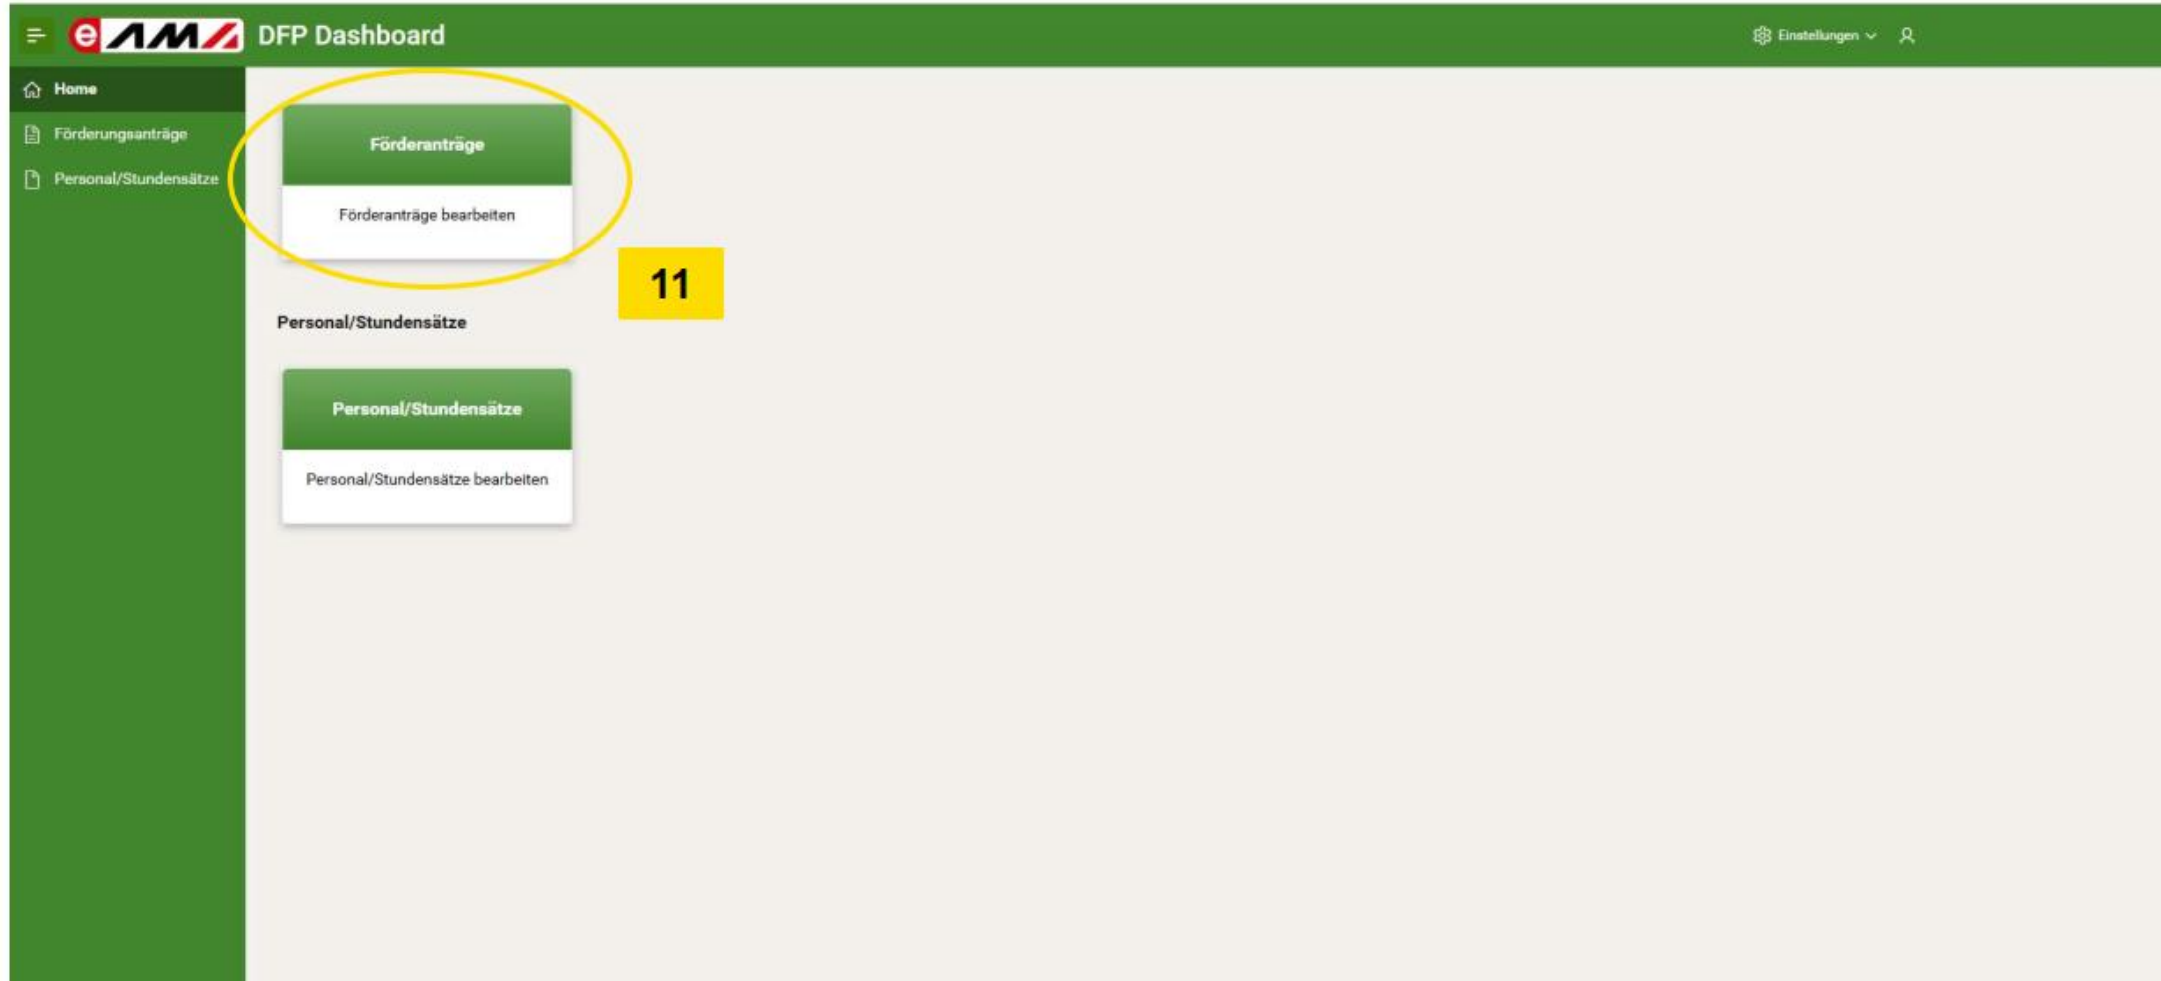 eAMA DFP Dashboard
Einstellungen
Home
Förderungsanträge
Personal/Stundensätze
Förderanträge
Förderanträge bearbeiten
11
Personal/Stundensätze
Personal/Stundensätze
Personal/Stundensätze bearbeiten